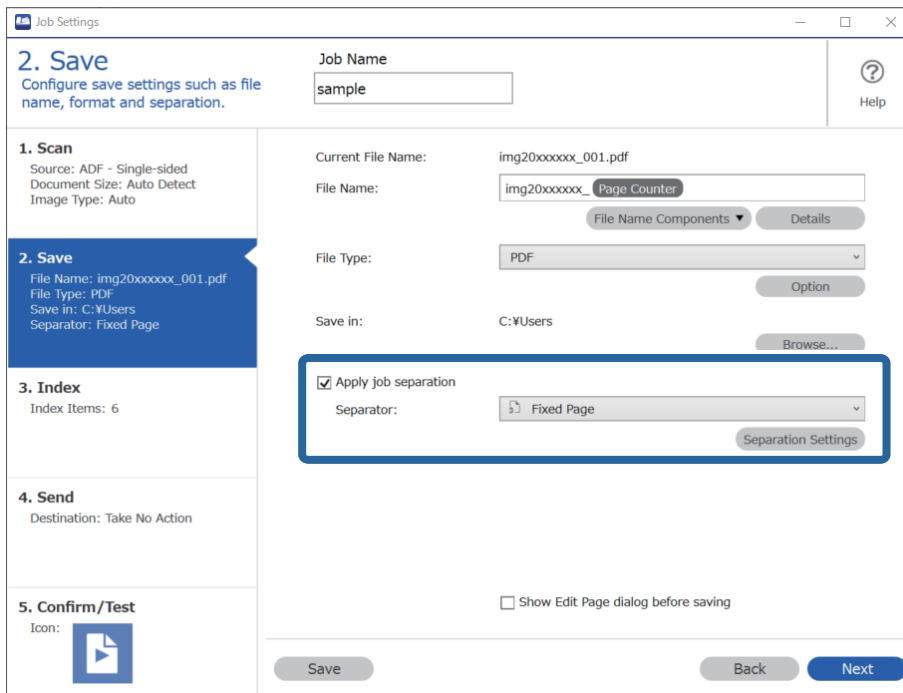 Job Settings
2. Save
Configure save settings such as file
name, format and separation.
Job Name
sample
Help
1. Scan
Source: ADF - Single-sided
Document Size: Auto Detect
Image Type: Auto
2. Save
File Name: img20xxxxxx_001.pdf
File Type: PDF
Save in: C:¥Users
Separator: Fixed Page
3. Index
Index Items: 6
4. Send
Destination: Take No Action
5. Confirm/Test
Icon:
Current File Name: img20xxxxxx_001.pdf
File Name: img20xxxxxx_ Page Counter
File Name Components ▼ Details
File Type: PDF
Option
Save in: C:¥Users
Browse...
Apply job separation
Separator: Fixed Page
Separation Settings
Show Edit Page dialog before saving
Save Back Next